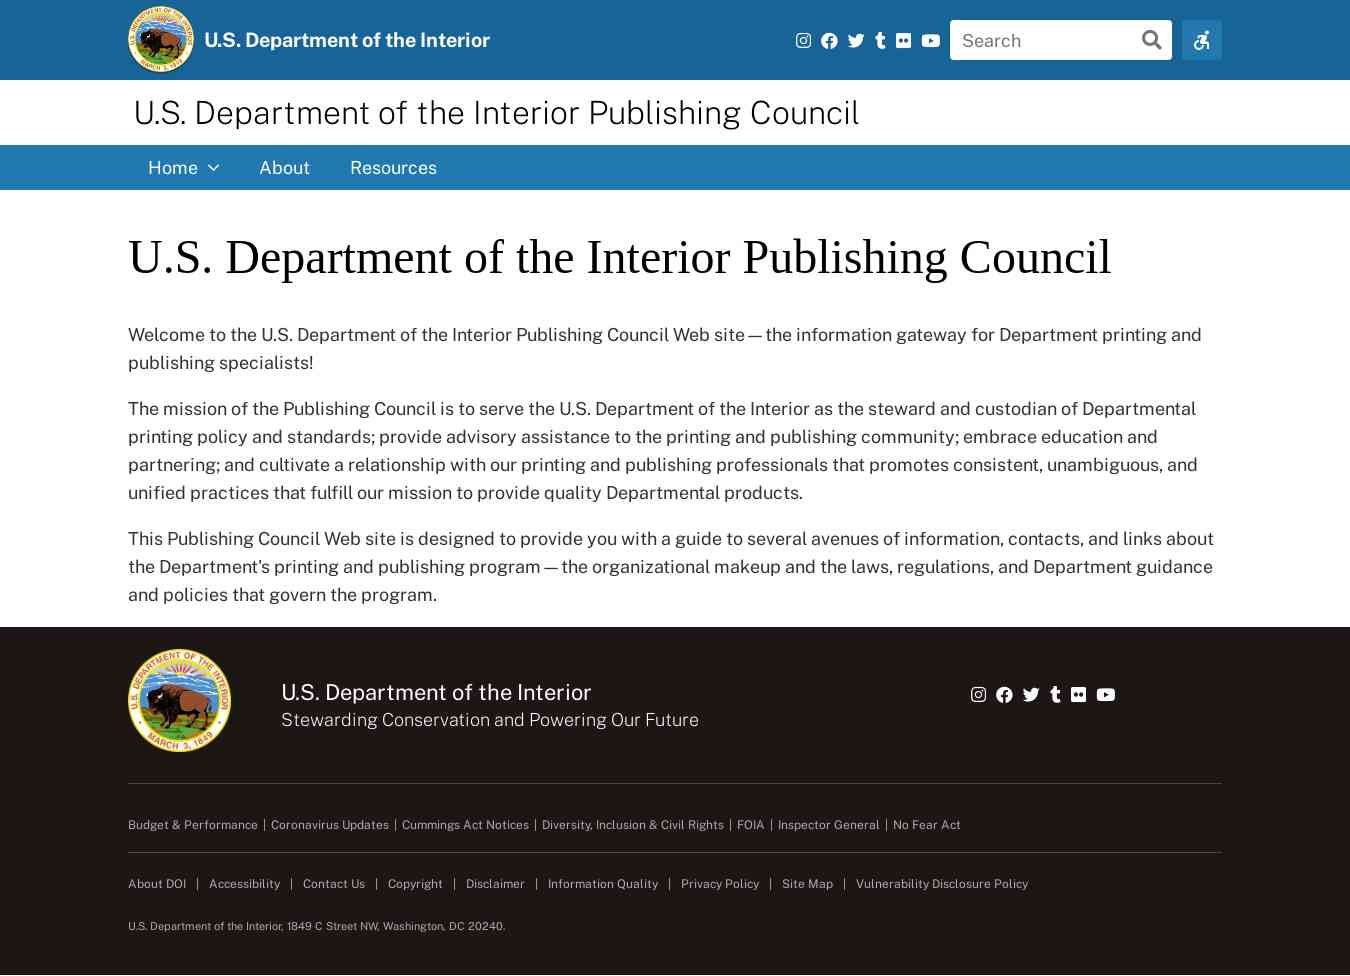 U.S. Department of the Interior
Search
U.S. Department of the Interior Publishing Council
Home
About
Resources
U.S. Department of the Interior Publishing Council
Welcome to the U.S. Department of the Interior Publishing Council Web site—the information gateway for Department printing and
publishing specialists!
The mission of the Publishing Council is to serve the U.S. Department of the Interior as the steward and custodian of Departmental
printing policy and standards; provide advisory assistance to the printing and publishing community; embrace education and
partnering; and cultivate a relationship with our printing and publishing professionals that promotes consistent, unambiguous, and
unified practices that fulfill our mission to provide quality Departmental products.
This Publishing Council Web site is designed to provide you with a guide to several avenues of information, contacts, and links about
the Department's printing and publishing program—the organizational makeup and the laws, regulations, and Department guidance
and policies that govern the program.
U.S. DEPARTMENT OF THE INTERIOR
MARCH 3, 1849
U.S. Department of the Interior
Stewarding Conservation and Powering Our Future
Budget & Performance | Coronavirus Updates | Cummings Act Notices | Diversity, Inclusion & Civil Rights | FOIA | Inspector General | No Fear Act
About DOI | Accessibility | Contact Us | Copyright | Disclaimer | Information Quality | Privacy Policy | Site Map | Vulnerability Disclosure Policy
U.S. Department of the Interior, 1849 C Street NW, Washington, DC 20240.